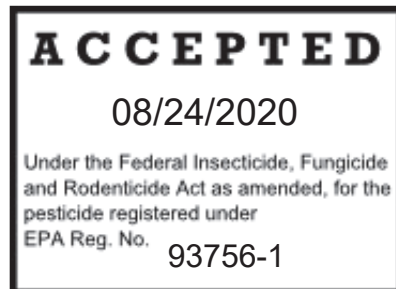 ACCEPTED
08/24/2020
Under the Federal Insecticide, Fungicide
and Rodenticide Act as amended, for the
pesticide registered under
EPA Reg. No. 93756-1